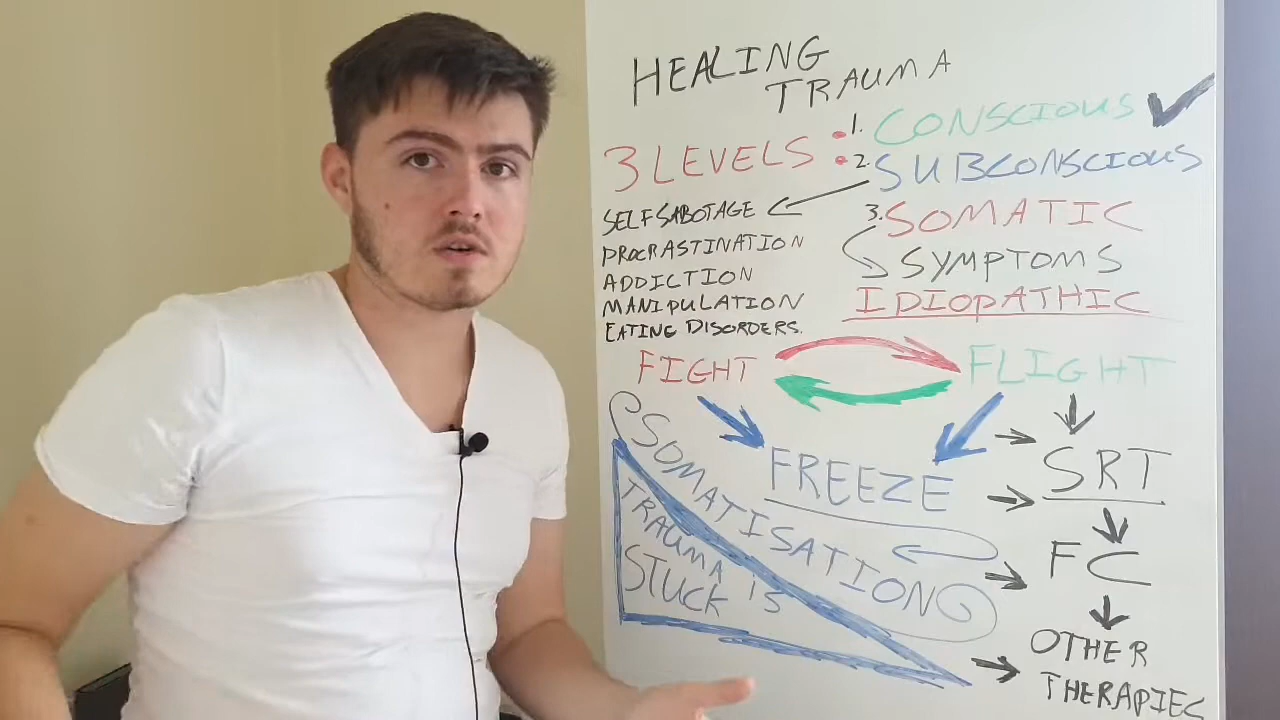 HEALING
TRAUMA
3 LEVELS
1. CONSCIOUS
2. SUBCONSCIOUS
3. SOMATIC
SYMPTOMS
IDIOPATHIC
SELF SABOTAGE
PROCRASTINATION
ADDICTION
MANIPULATION
EATING DISORDERS.
FIGHT
FLIGHT
FREEZE
SRT
FC
OTHER
THERAPIES
SOMATISATION
TRAUMA
IS
STUCK